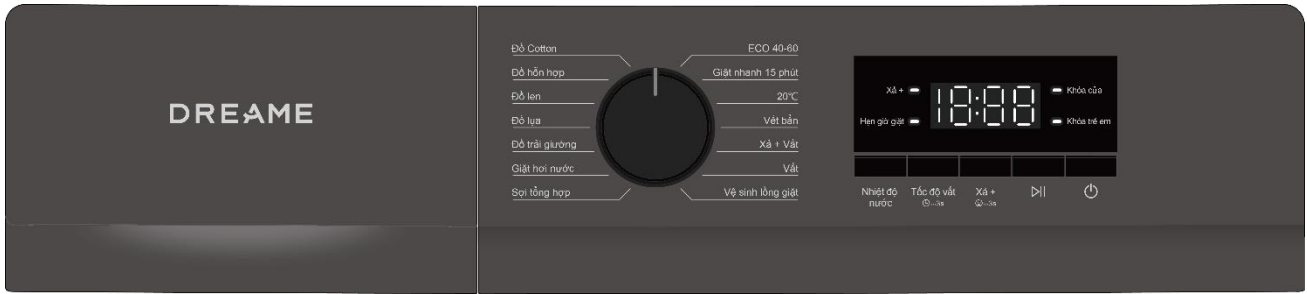 DREAME
Đồ Cotton
Đồ hỗn hợp
Đồ len
Đồ lụa
Đồ trải giường
Giặt hơi nước
Sợi tổng hợp
ECO 40-60
Giặt nhanh 15 phút
20℃
Vết bẩn
Xả + Vắt
Vắt
Vệ sinh lồng giặt
Xả +
Hẹn giờ giặt
18:88
Khóa cửa
Khóa trẻ em
Nhiệt độ
nước
Tốc độ vắt
...3s
Xả +
...3s